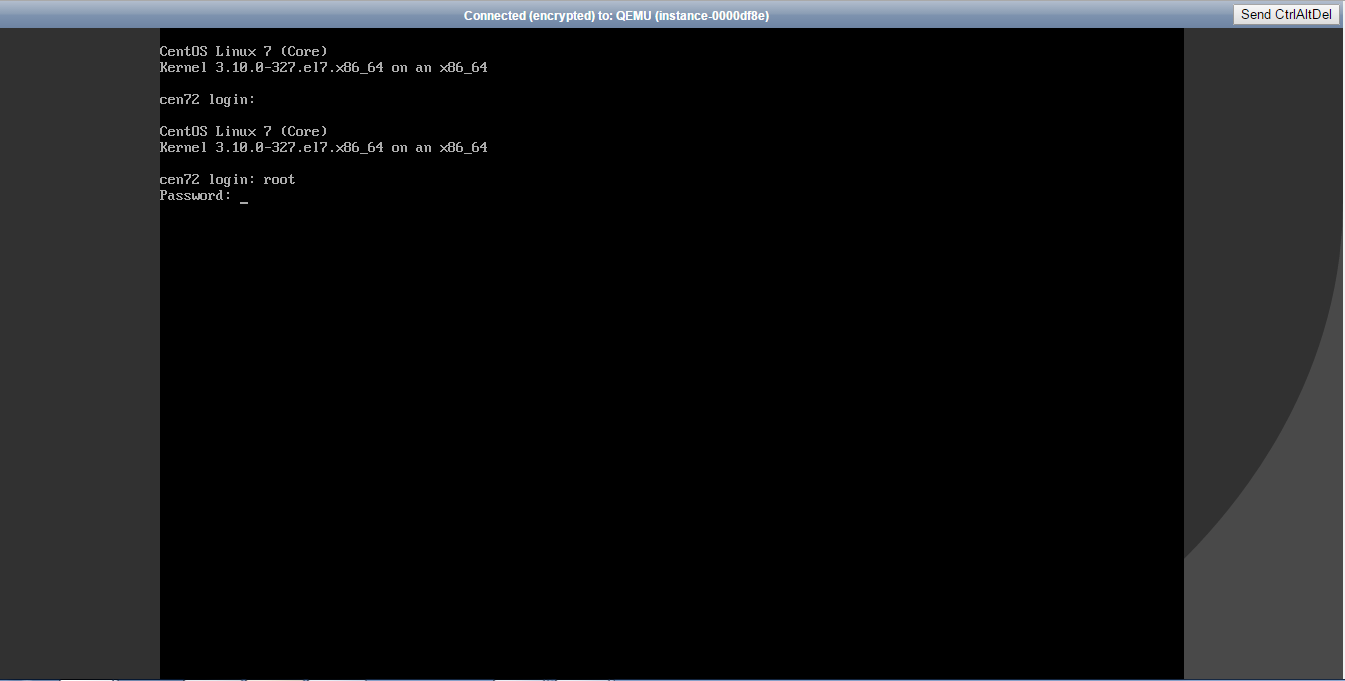 Connected (encrypted) to: QEMU (instance-0000df8e)
Send CtrlAltDel
CentOS Linux 7 (Core)
Kernel 3.10.0-327.el7.x86_64 on an x86_64
cen72 login:
CentOS Linux 7 (Core)
Kernel 3.10.0-327.el7.x86_64 on an x86_64
cen72 login: root
Password: _